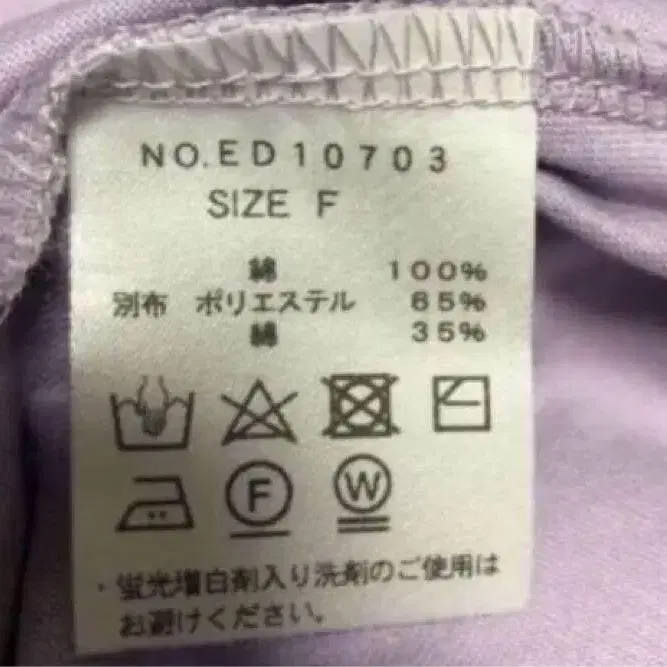 NO.ED10703
SIZE F
綿 100%
別布 ポリエステル 65%
綿 35%
F W
・蛍光増白剤入り洗剤のご使用は
お避けください。